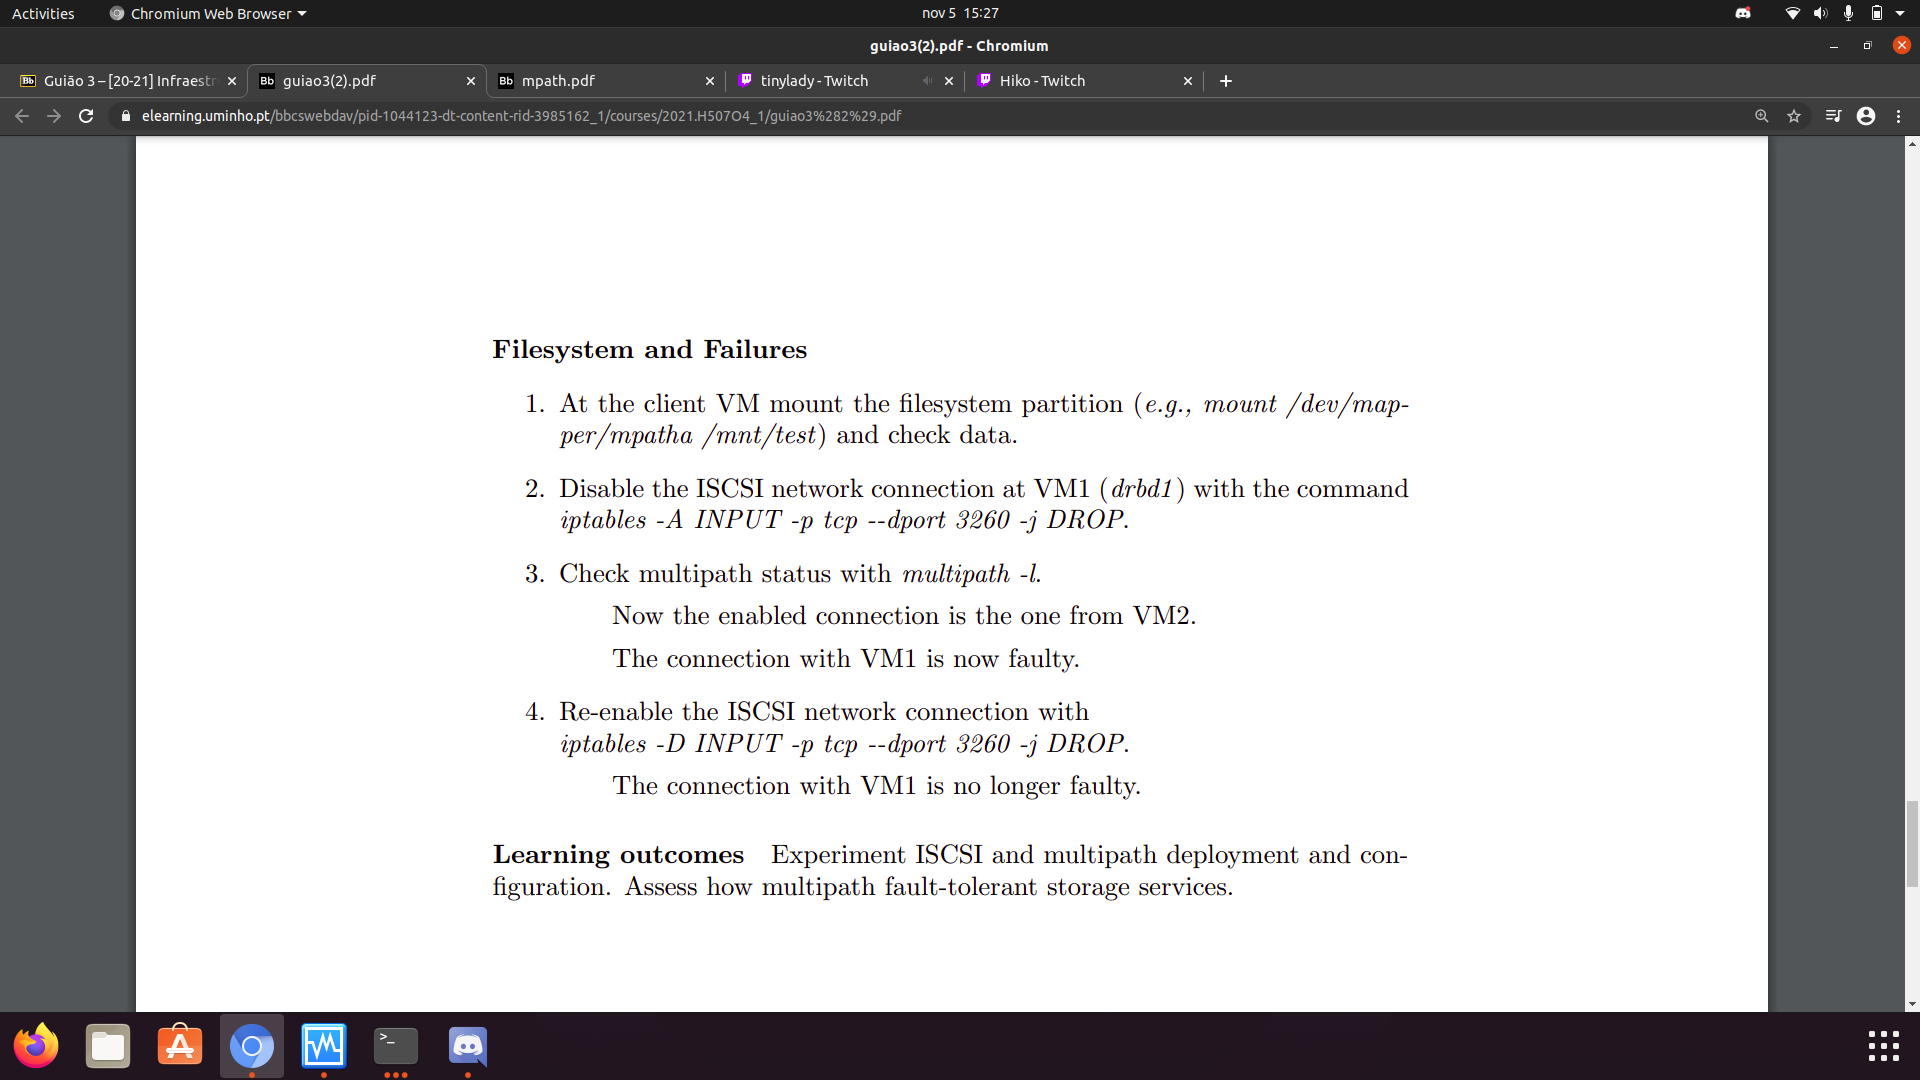 Activities
Chromium Web Browser
nov 5 15:27
guiao3(2).pdf - Chromium
Guião 3 – [20-21] Infraestr
guiao3(2).pdf
mpath.pdf
tinylady - Twitch
Hiko - Twitch
elearning.uminho.pt/bbcswebdav/pid-1044123-dt-content-rid-3985162_1/courses/2021.H507O4_1/guiao3%282%29.pdf
Filesystem and Failures
1. At the client VM mount the filesystem partition (e.g., mount /dev/map-
per/mpatha /mnt/test) and check data.
2. Disable the ISCSI network connection at VM1 (drbd1) with the command
iptables -A INPUT -p tcp --dport 3260 -j DROP.
3. Check multipath status with multipath -l.
Now the enabled connection is the one from VM2.
The connection with VM1 is now faulty.
4. Re-enable the ISCSI network connection with
iptables -D INPUT -p tcp --dport 3260 -j DROP.
The connection with VM1 is no longer faulty.
Learning outcomes Experiment ISCSI and multipath deployment and con-
figuration. Assess how multipath fault-tolerant storage services.